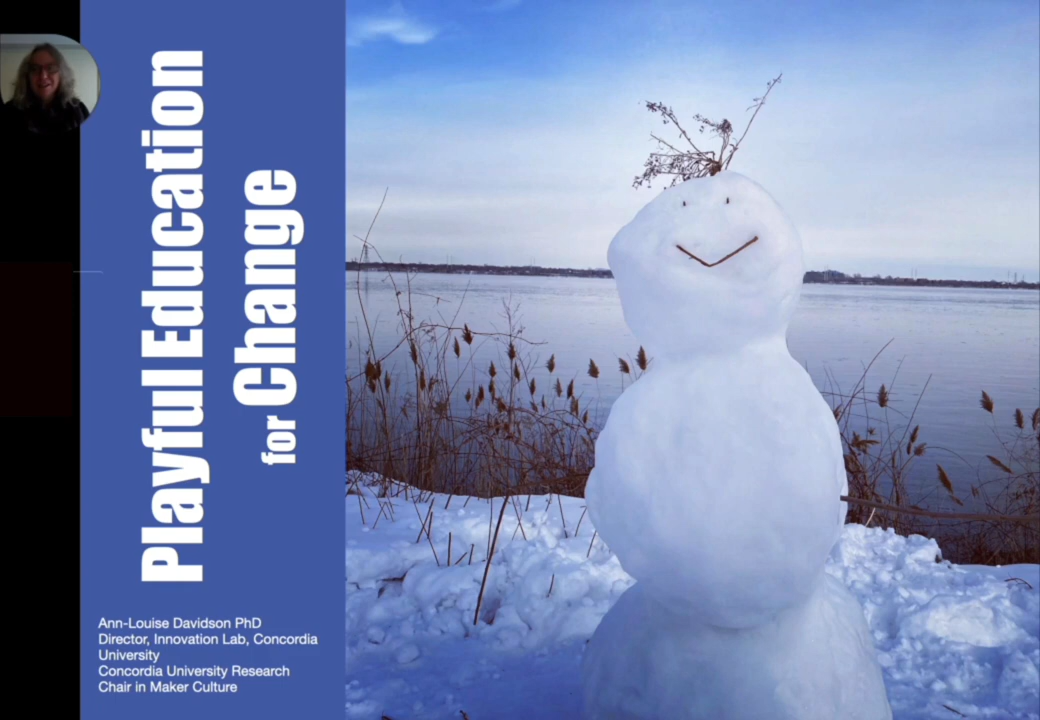 Playful Education
for Change
Ann-Louise Davidson PhD
Director, Innovation Lab, Concordia
University
Concordia University Research
Chair in Maker Culture